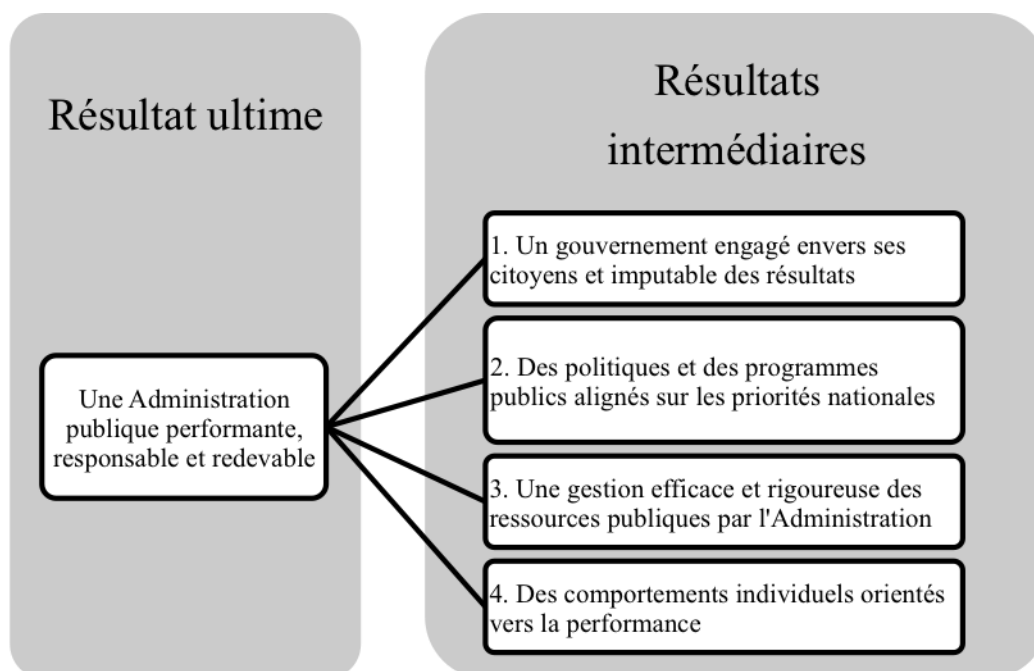 Résultat ultime
Une Administration
publique performante,
responsable et redevable
Résultats
intermédiaires
1. Un gouvernement engagé envers ses
citoyens et imputable des résultats
2. Des politiques et des programmes
publics alignés sur les priorités nationales
3. Une gestion efficace et rigoureuse des
ressources publiques par l'Administration
4. Des comportements individuels orientés
vers la performance